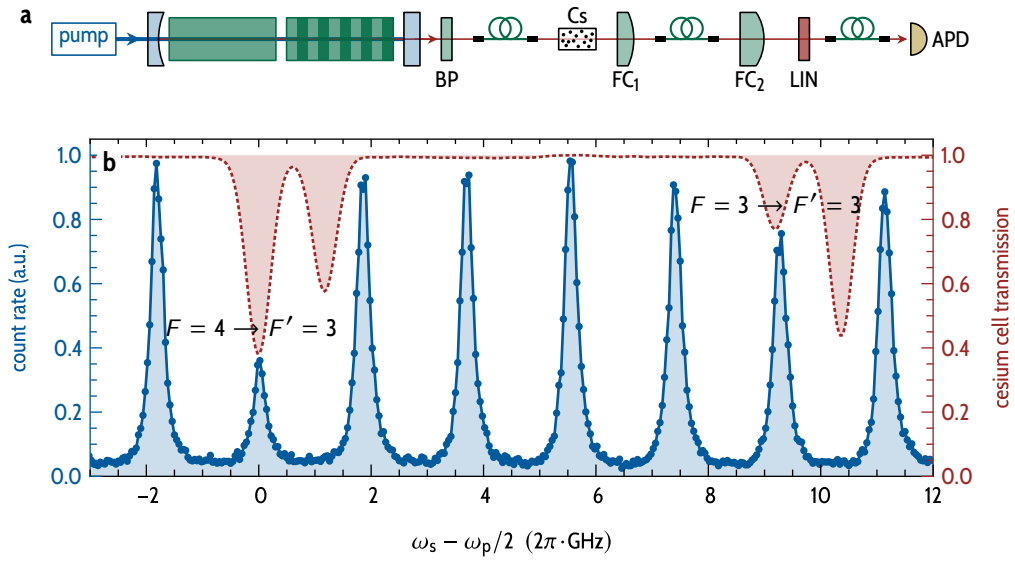 a
pump
BP
Cs
FC₁
FC₂
LIN
APD
b
1.0
0.8
0.6
0.4
0.2
0.0
count rate (a.u.)
F = 4 → F′ = 3
F = 3 → F′ = 3
1.0
0.8
0.6
0.4
0.2
0.0
cesium cell transmission
−2
0
2
4
6
8
10
12
ωₛ − ωₚ/2 (2π·GHz)